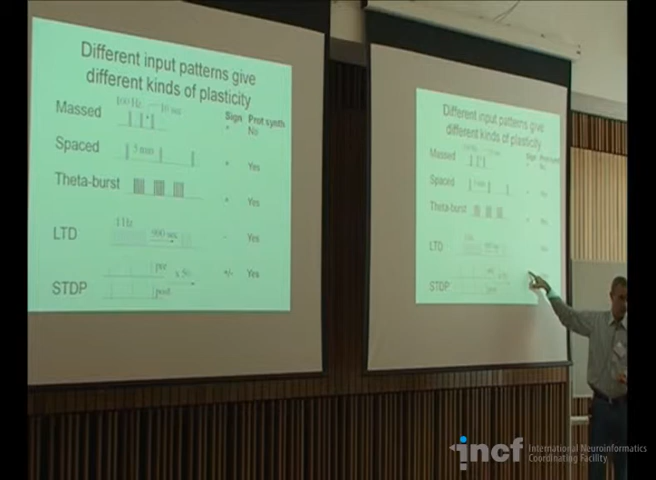 Different input patterns give
different kinds of plasticity
100 Hz 10 sec
Sign Prot synth
Massed + No
5 min
Spaced + Yes
Theta-burst + Yes
1 Hz
900 sec
LTD - Yes
pre
x 50
+/- Yes
STDP
post
Different input patterns give
different kinds of plasticity
Massed
Sign
Spaced
Theta-burst
LTD
STDP
incf International Neuroinformatics
Coordinating Facility